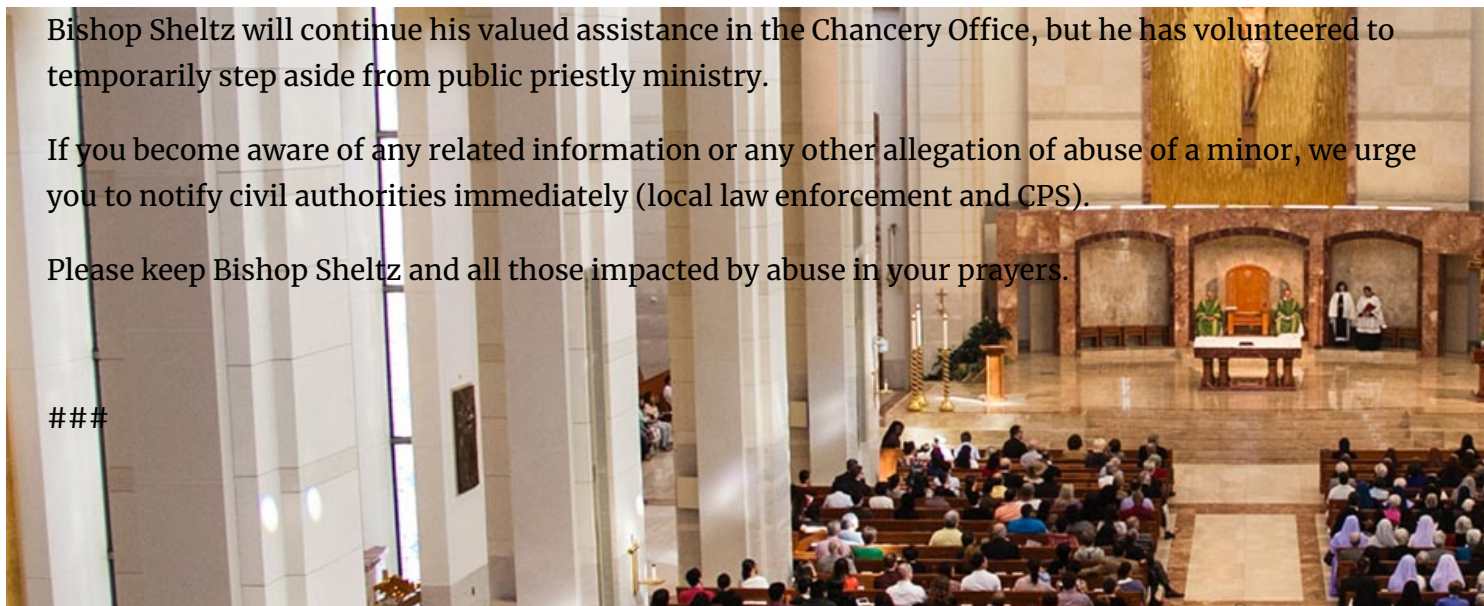 Bishop Sheltz will continue his valued assistance in the Chancery Office, but he has volunteered to
temporarily step aside from public priestly ministry.
If you become aware of any related information or any other allegation of abuse of a minor, we urge
you to notify civil authorities immediately (local law enforcement and CPS).
Please keep Bishop Sheltz and all those impacted by abuse in your prayers.
###